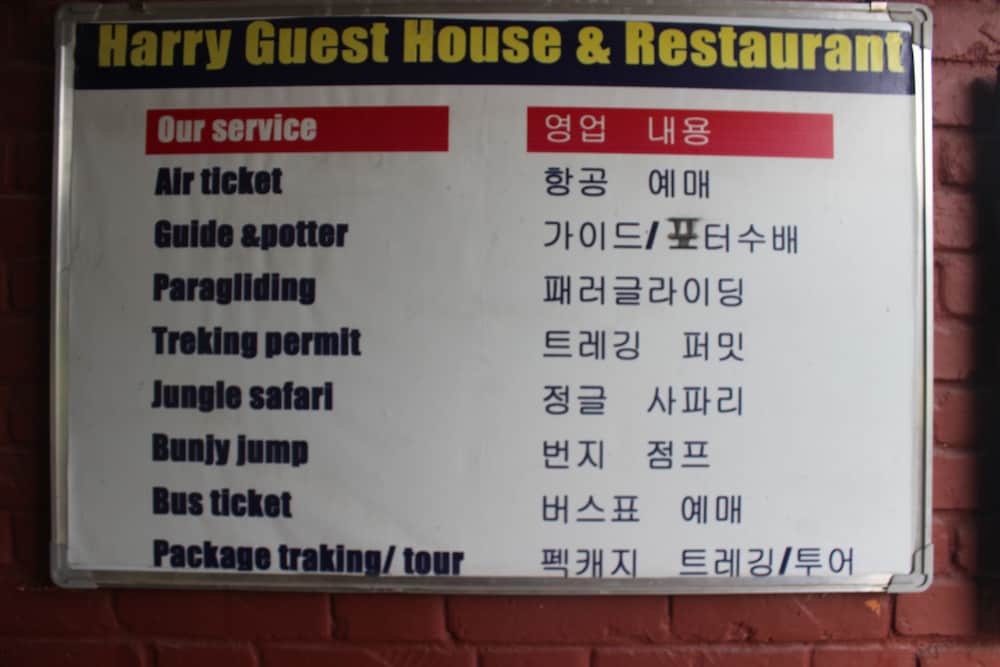 Harry Guest House & Restaurant
Our service 영업 내용
Air ticket 항공 예매
Guide &potter 가이드/포터수배
Paragliding 패러글라이딩
Treking permit 트레깅 퍼밋
Jungle safari 정글 사파리
Bunjy jump 번지 점프
Bus ticket 버스표 예매
Package traking/ tour 펙캐지 트레깅/투어